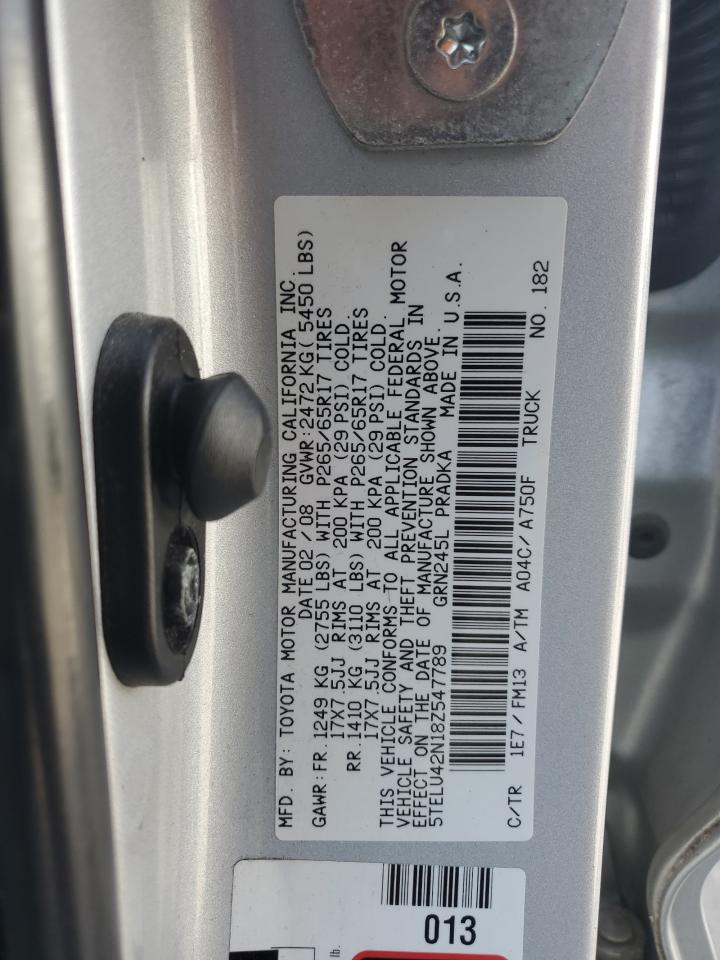 MFD. BY: TOYOTA MOTOR MANUFACTURING CALIFORNIA INC.
DATE 02 / 08 GVWR: 2472 KG( 5450 LBS)
GAWR: FR. 1249 KG (2755 LBS) WITH P265/65R17 TIRES
17X7.5JJ RIMS AT 200 KPA (29 PSI) COLD.
RR. 1410 KG (3110 LBS) WITH P265/65R17 TIRES
17X7.5JJ RIMS AT 200 KPA (29 PSI) COLD.
THIS VEHICLE CONFORMS TO ALL APPLICABLE FEDERAL MOTOR
VEHICLE SAFETY AND THEFT PREVENTION STANDARDS IN
EFFECT ON THE DATE OF MANUFACTURE SHOWN ABOVE.
5TELU42N18Z547789 GRN245L PRADKA MADE IN U.S.A.
C/TR 1E7 / FM13 A/TM A04C / A750F TRUCK NO. 182
013
lb.